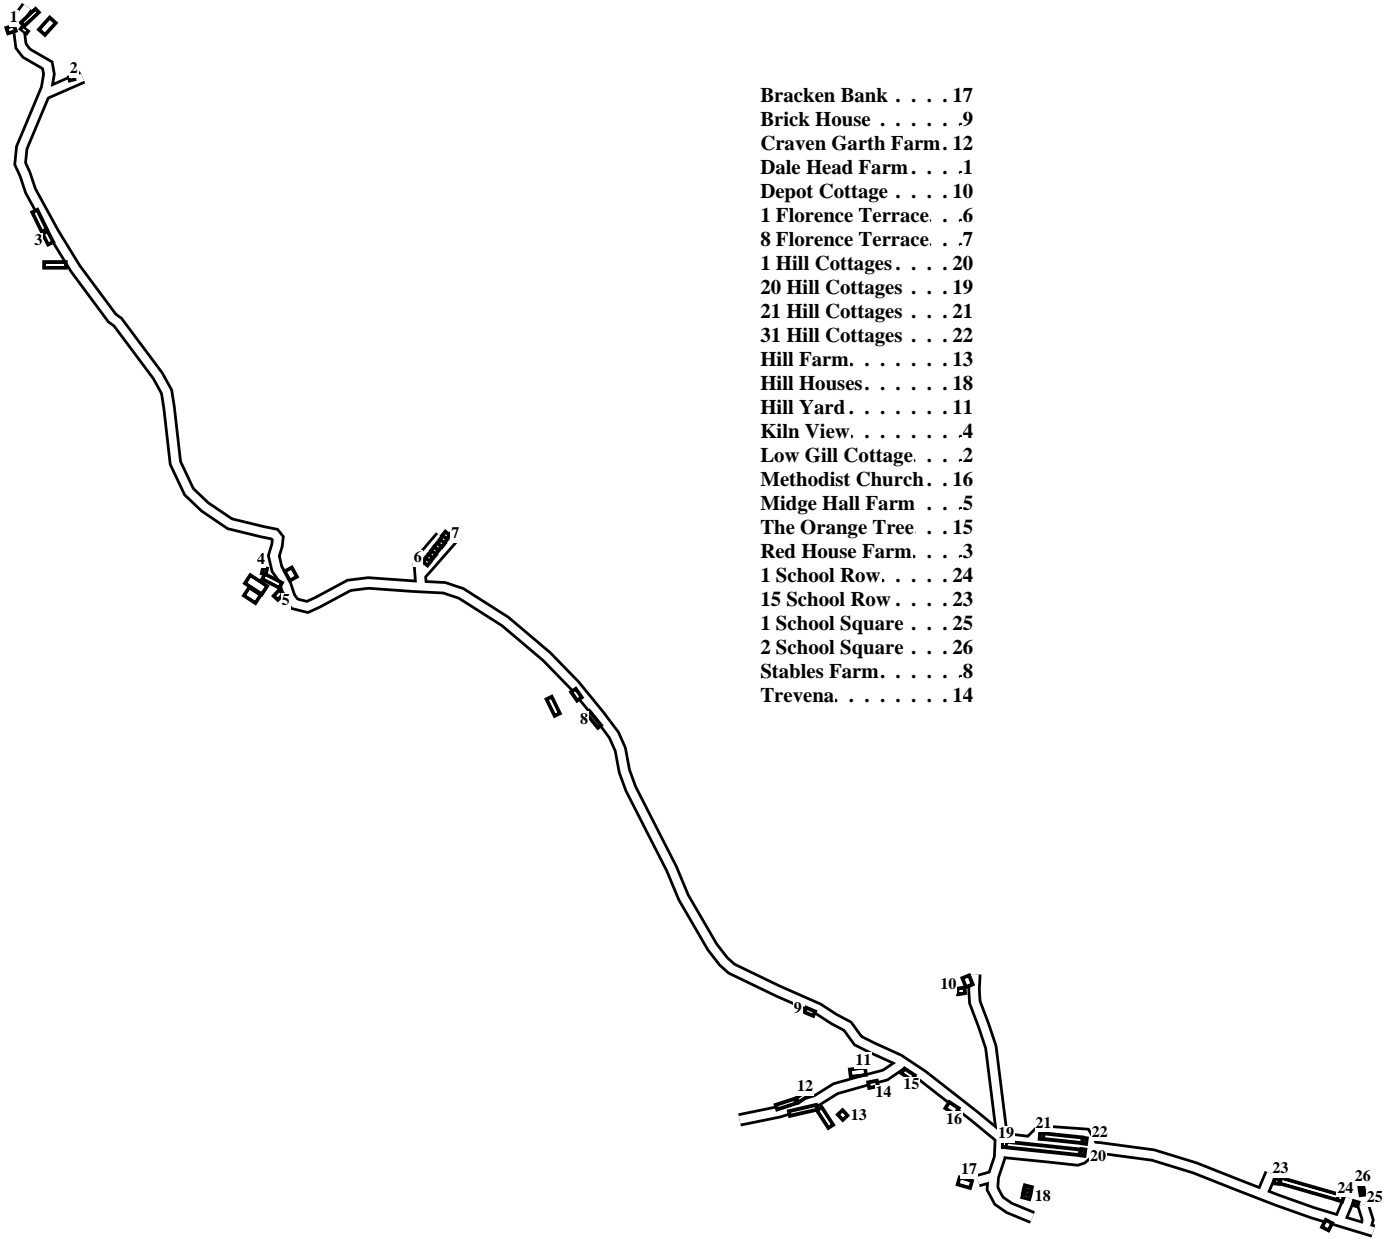 1
2
Bracken Bank . . . . 17
Brick House . . . . . . 9
Craven Garth Farm . 12
Dale Head Farm . . . . 1
Depot Cottage . . . . 10
1 Florence Terrace . . 6
8 Florence Terrace . . 7
1 Hill Cottages . . . . 20
20 Hill Cottages . . . 19
21 Hill Cottages . . . 21
31 Hill Cottages . . . 22
Hill Farm . . . . . . . 13
Hill Houses . . . . . . 18
Hill Yard . . . . . . . 11
Kiln View . . . . . . . . 4
Low Gill Cottage . . . 2
Methodist Church . . 16
Midge Hall Farm . . . 5
The Orange Tree . . . 15
Red House Farm . . . . 3
1 School Row . . . . . 24
15 School Row . . . . 23
1 School Square . . . 25
2 School Square . . . 26
Stables Farm . . . . . . 8
Trevena . . . . . . . . 14
3
7
6
4
5
8
10
9
11
12
14
15
13
16
21
19
22
20
17
18
23
26
24
25